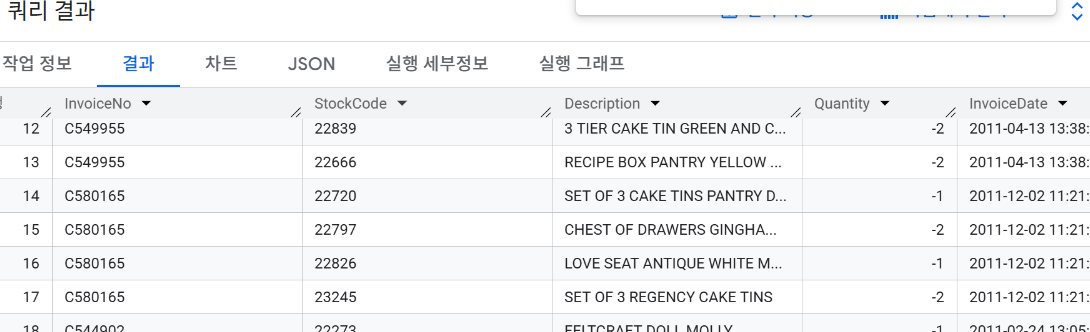 쿼리 결과
작업 정보 결과 차트 JSON 실행 세부정보 실행 그래프
InvoiceNo StockCode Description Quantity InvoiceDate
12 C549955 22839 3 TIER CAKE TIN GREEN AND C... -2 2011-04-13 13:38:
13 C549955 22666 RECIPE BOX PANTRY YELLOW ... -2 2011-04-13 13:38:
14 C580165 22720 SET OF 3 CAKE TINS PANTRY D... -1 2011-12-02 11:21:
15 C580165 22797 CHEST OF DRAWERS GINGHA... -2 2011-12-02 11:21:
16 C580165 22826 LOVE SEAT ANTIQUE WHITE M... -1 2011-12-02 11:21:
17 C580165 23245 SET OF 3 REGENCY CAKE TINS -2 2011-12-02 11:21:
18 C544902 22273 FELTCRAFT DOLL MOLLY -1 2011-02-24 13:05